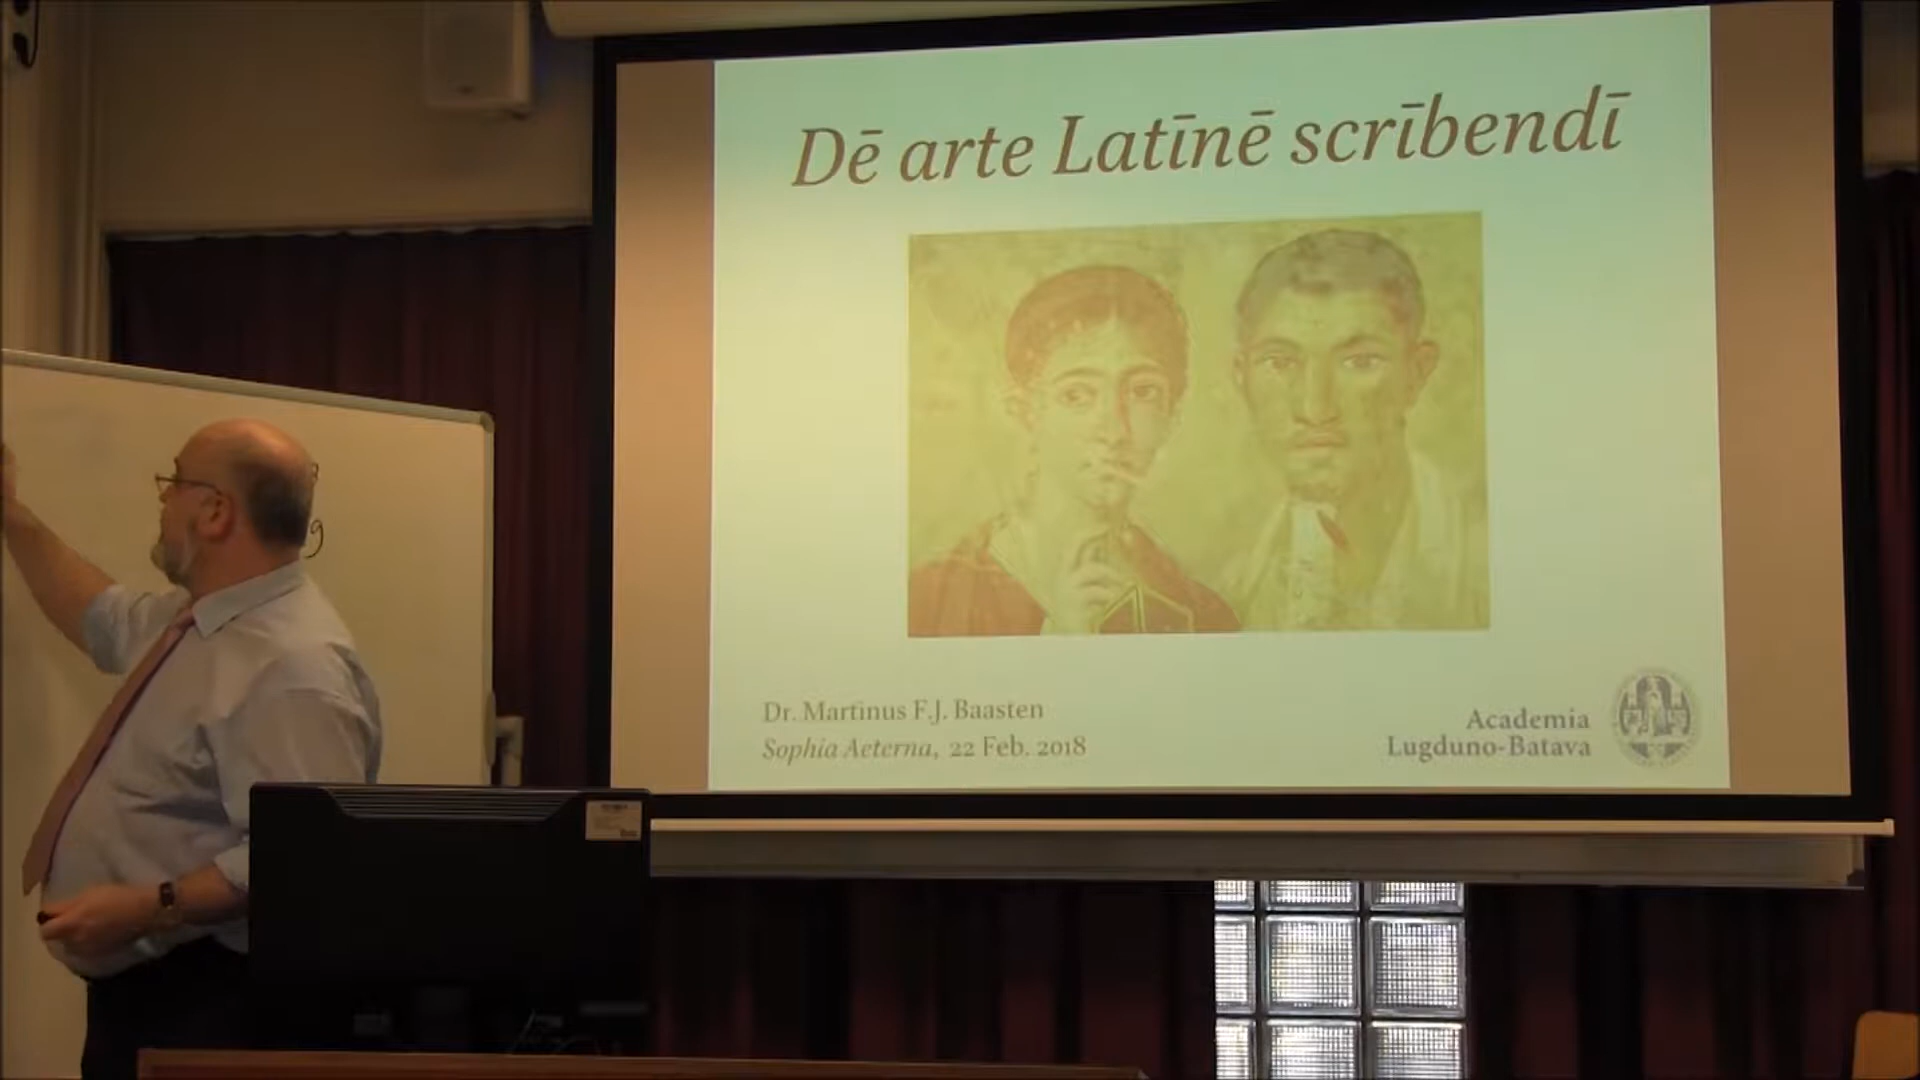 Dē arte Latīnē scrībendī
Dr. Martinus F.J. Baasten
Sophia Aeterna, 22 Feb. 2018
Academia
Lugduno-Batava